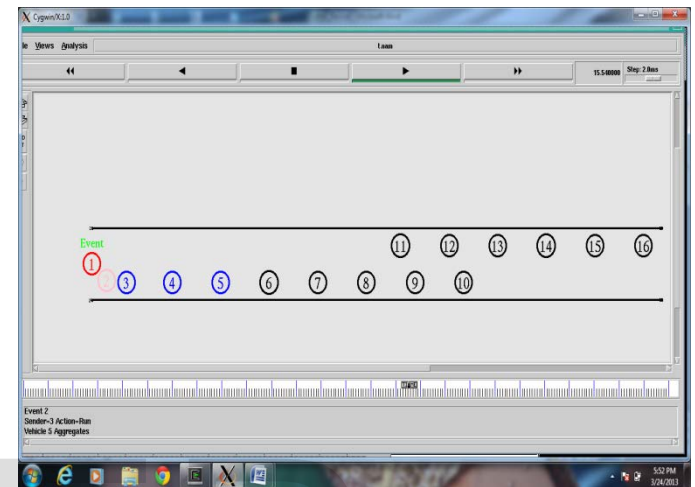 Cygwin/X:1.0
le Views Analysis
t.nam
15.540000 Step: 2.0ms
Event
11 12 13 14 15 16
1
2 3 4 5 6 7 8 9 10
Event 2
Sender=3 Action=Run
Vehicle 5 Aggregates
5:52 PM
3/24/2013